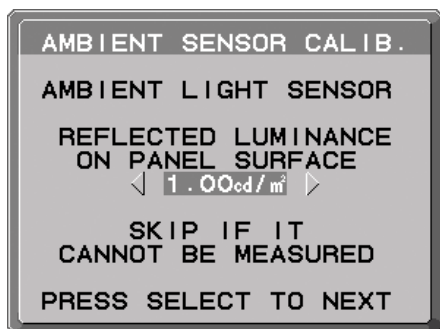 AMBIENT SENSOR CALIB.
AMBIENT LIGHT SENSOR
REFLECTED LUMINANCE
ON PANEL SURFACE
1.00cd/㎡
SKIP IF IT
CANNOT BE MEASURED
PRESS SELECT TO NEXT